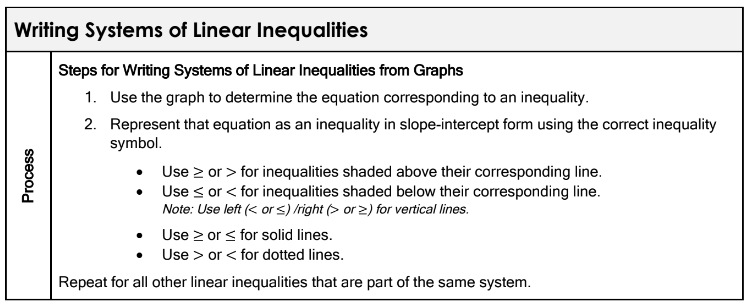 Writing Systems of Linear Inequalities
Process
Steps for Writing Systems of Linear Inequalities from Graphs
1. Use the graph to determine the equation corresponding to an inequality.
2. Represent that equation as an inequality in slope-intercept form using the correct inequality
symbol.
• Use ≥ or > for inequalities shaded above their corresponding line.
• Use ≤ or < for inequalities shaded below their corresponding line.
Note: Use left (< or ≤) /right (> or ≥) for vertical lines.
• Use ≥ or ≤ for solid lines.
• Use > or < for dotted lines.
Repeat for all other linear inequalities that are part of the same system.